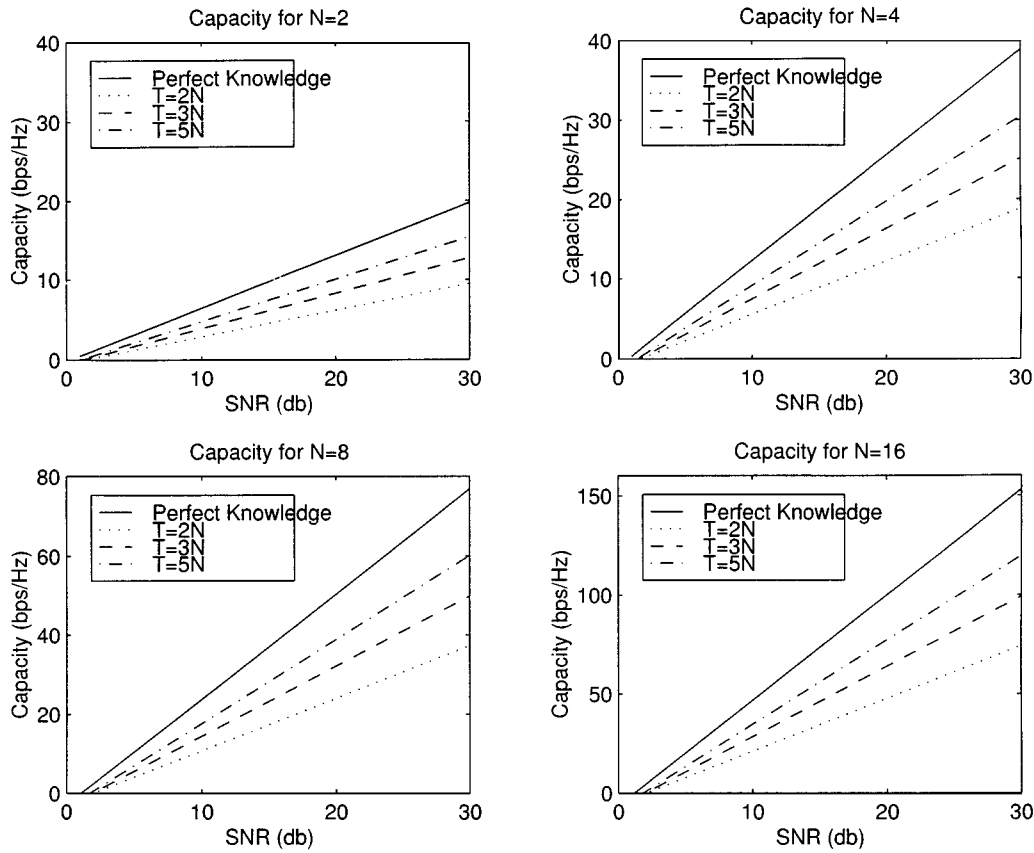 Capacity for N=2
40
30
20
10
0
Capacity (bps/Hz)
Perfect Knowledge
T=2N
T=3N
T=5N
0 10 20 30
SNR (db)
Capacity for N=4
40
30
20
10
0
Capacity (bps/Hz)
Perfect Knowledge
T=2N
T=3N
T=5N
0 10 20 30
SNR (db)
Capacity for N=8
80
60
40
20
0
Capacity (bps/Hz)
Perfect Knowledge
T=2N
T=3N
T=5N
0 10 20 30
SNR (db)
Capacity for N=16
150
100
50
0
Capacity (bps/Hz)
Perfect Knowledge
T=2N
T=3N
T=5N
0 10 20 30
SNR (db)